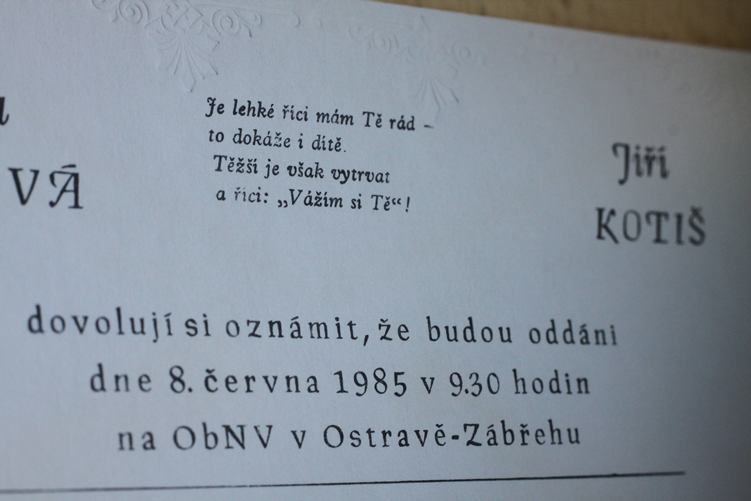 Je lehké říci mám Tě rád –
to dokáže i dítě.
Těžší je však vytrvat
a říci: „Vážím si Tě“!
VÁ
Jiří
KOTIŠ
dovolují si oznámit, že budou oddáni
dne 8. června 1985 v 9.30 hodin
na ObNV v Ostravě-Zábřehu